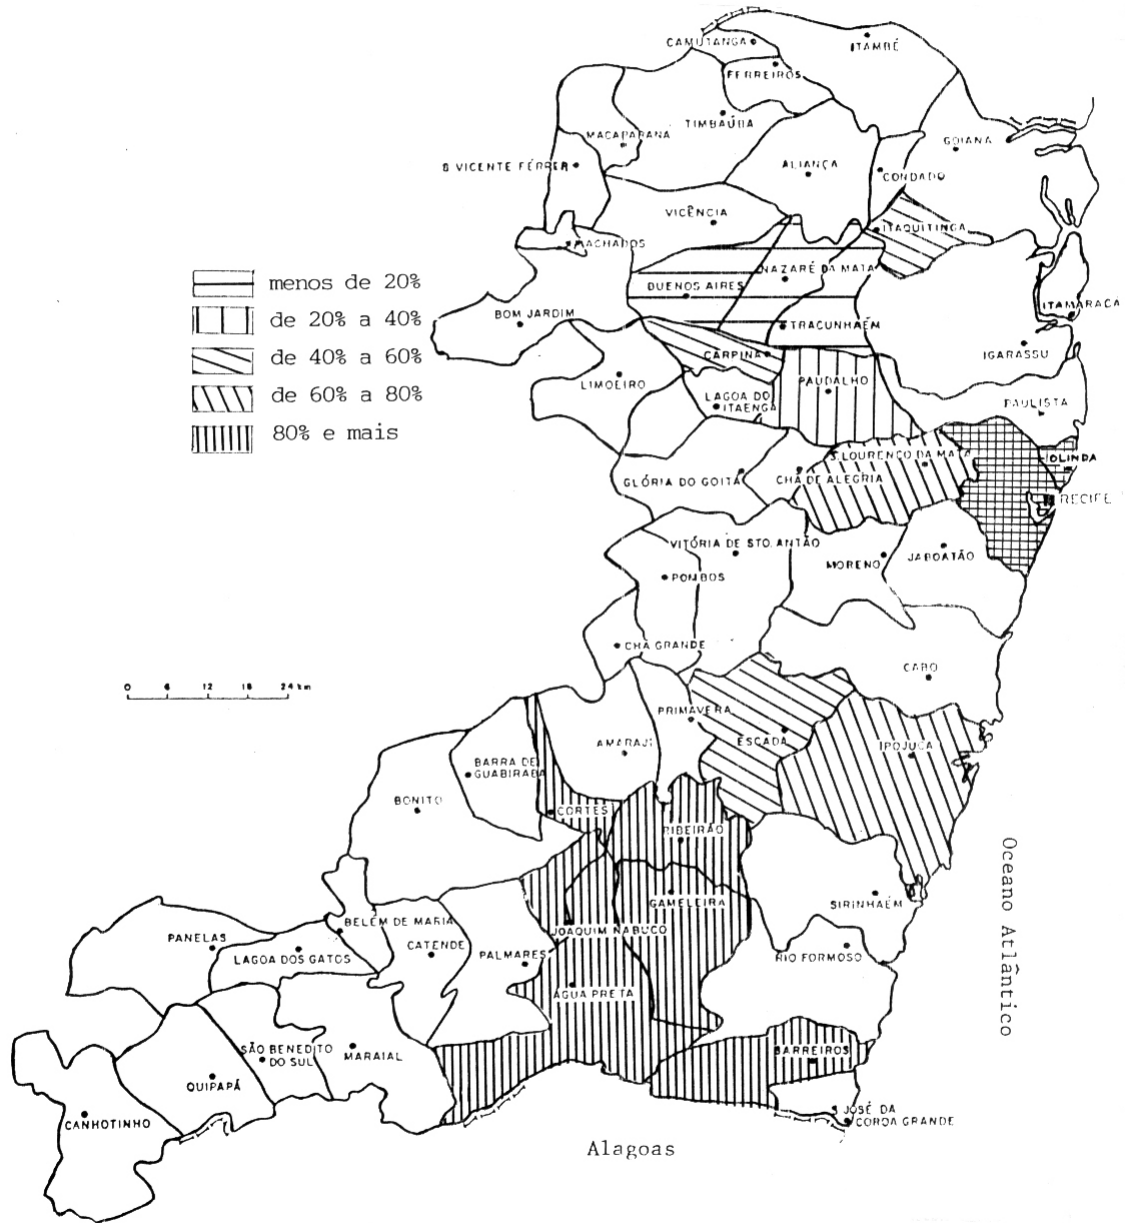 CAMUTANGA
ITAMBÉ
FERREIROS
MACAPARANA
TIMBAÚBA
GOIANA
S VICENTE FÉRRER
ALIANÇA
CONDADO
VICÊNCIA
ITAQUITINGA
MACHADOS
NAZARÉ DA MATA
menos de 20%
BUENOS AIRES
ITAMARACÁ
de 20% a 40%
BOM JARDIM
TRACUNHAÉM
de 40% a 60%
CARPINA
IGARASSU
LIMOEIRO
PAUDALHO
de 60% a 80%
LAGOA DO
ITAENGA
PAULISTA
80% e mais
S. LOURENÇO DA MATA
OLINDA
GLÓRIA DO GOITÁ
CHÃ DE ALEGRIA
RECIFE
VITÓRIA DE STO. ANTÃO
MORENO
JABOATÃO
POMBOS
CHÃ GRANDE
CABO
0 6 12 18 24 km
PRIMAVERA
AMARAJI
ESCADA
IPOJUCA
BARRA DE
GUABIRABA
BONITO
CORTES
RIBEIRÃO
Oceano Atlântico
GAMELEIRA
SIRINHAÉM
BELÉM DE MARIA
JOAQUIM NABUCO
PANELAS
CATENDE
LAGOA DOS GATOS
PALMARES
RIO FORMOSO
ÁGUA PRETA
SÃO BENEDITO
DO SUL
MARAIAL
BARREIROS
QUIPAPÁ
CANHOTINHO
S JOSÉ DA
COROA GRANDE
Alagoas